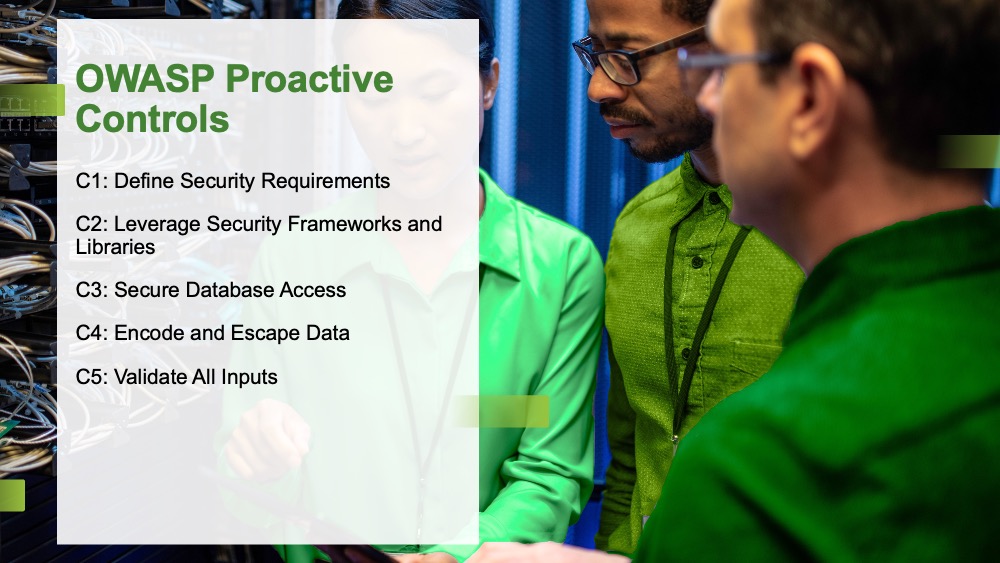 OWASP Proactive
Controls
C1: Define Security Requirements
C2: Leverage Security Frameworks and
Libraries
C3: Secure Database Access
C4: Encode and Escape Data
C5: Validate All Inputs